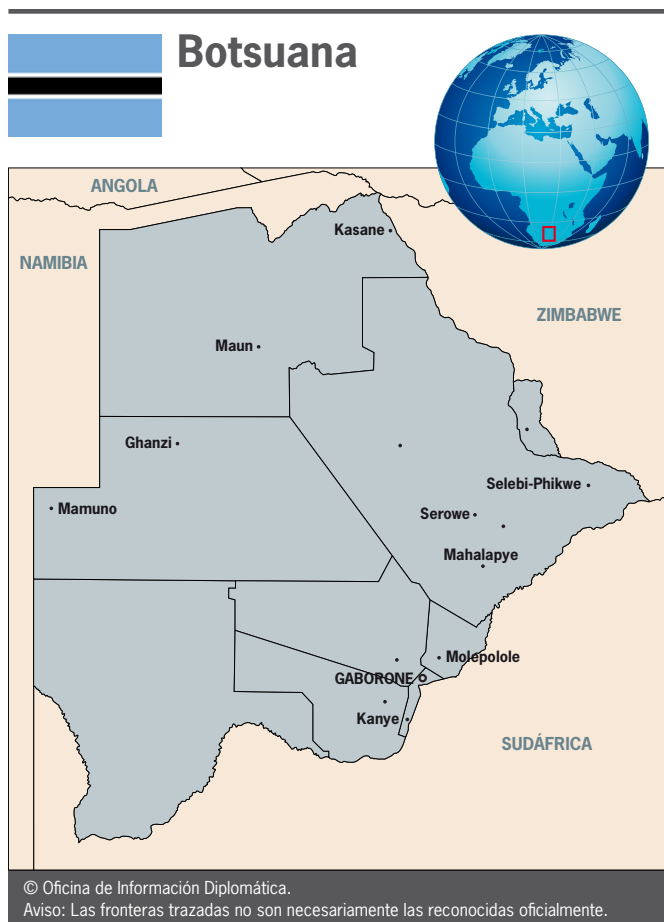 Botsuana
ANGOLA
Kasane
NAMIBIA
ZIMBABWE
Maun
Ghanzi
Selebi-Phikwe
Mamuno
Serowe
Mahalapye
Molepolole
GABORONE
Kanye
SUDÁFRICA
© Oficina de Información Diplomática.
Aviso: Las fronteras trazadas no son necesariamente las reconocidas oficialmente.